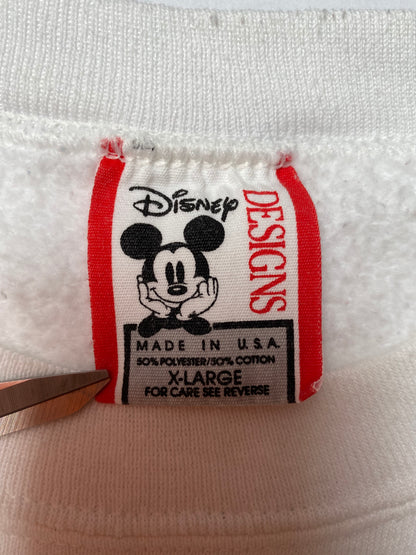 Disney
DESIGNS
MADE IN U.S.A.
50% POLYESTER/50% COTTON
X-LARGE
FOR CARE SEE REVERSE